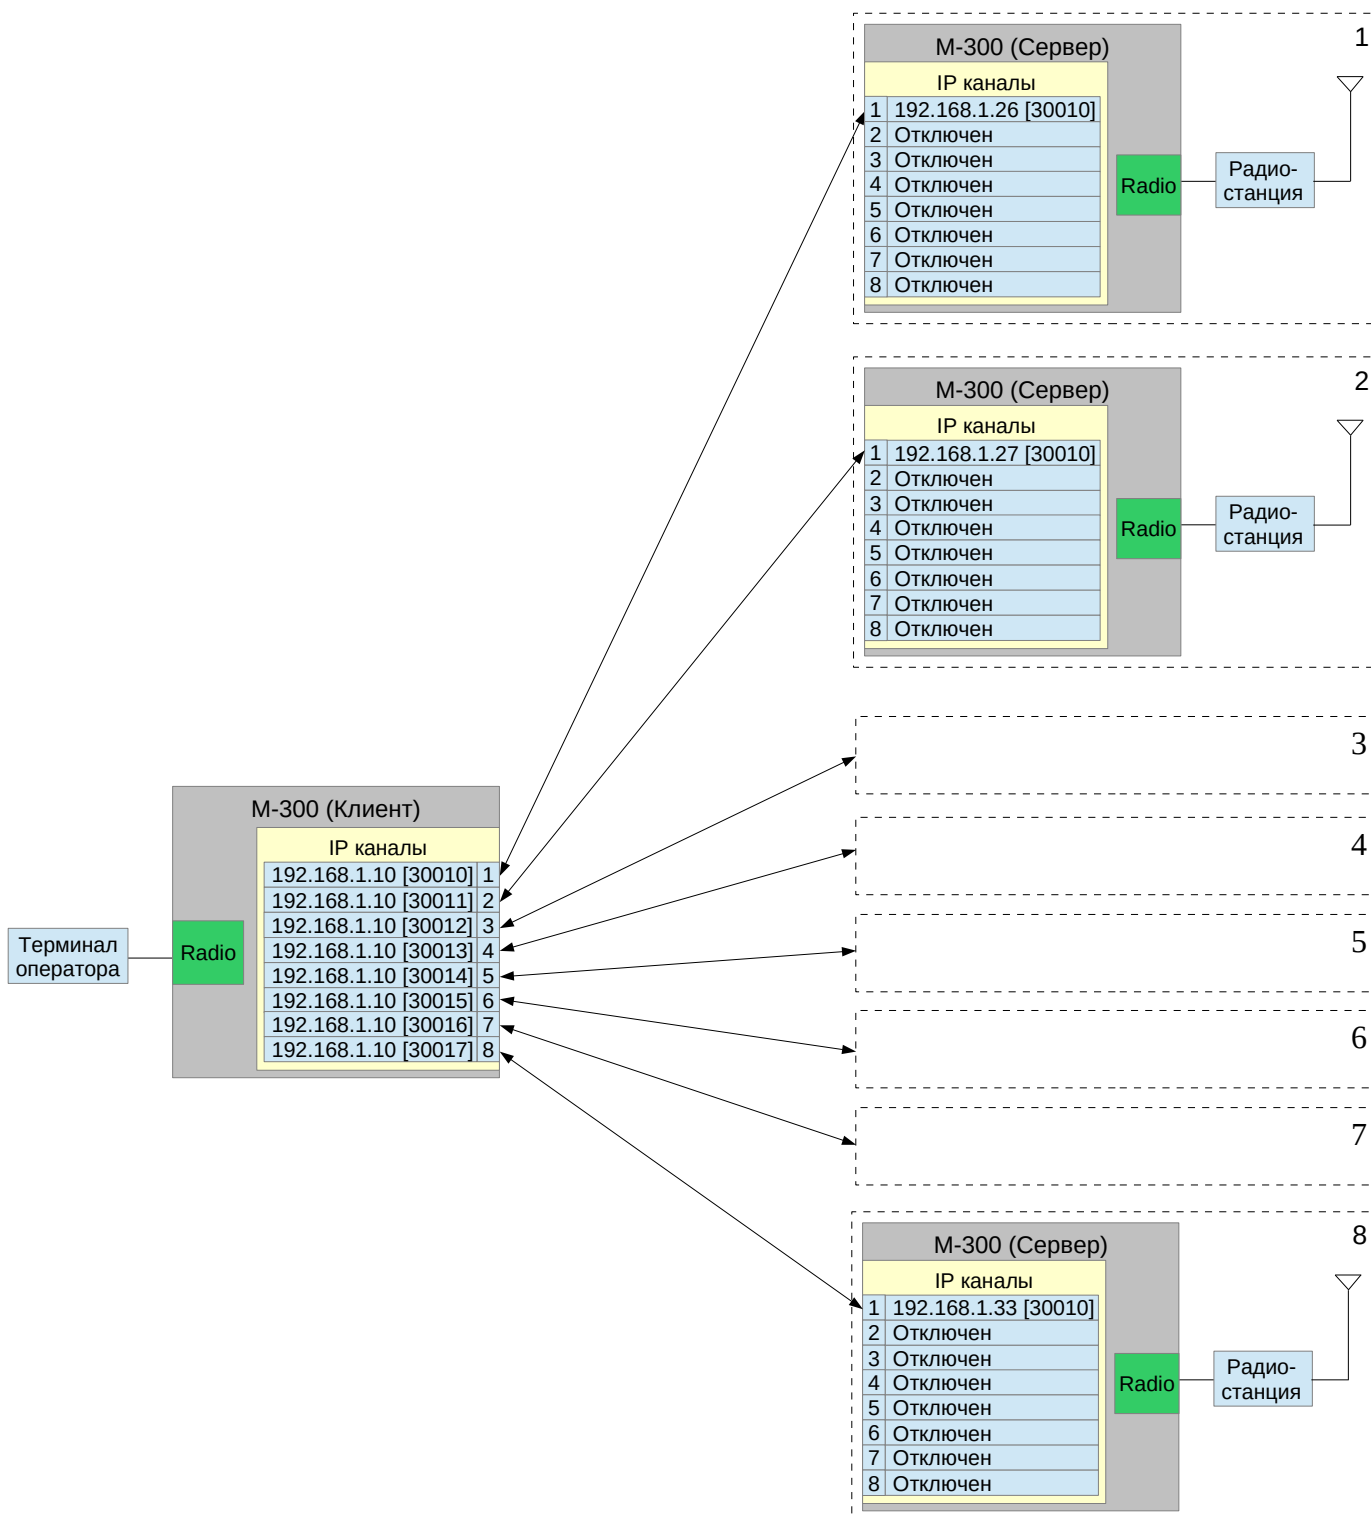 1
М-300 (Сервер)
IP каналы
1 192.168.1.26 [30010]
2 Отключен
3 Отключен
4 Отключен
5 Отключен
6 Отключен
7 Отключен
8 Отключен
Radio
Радио-
станция
2
М-300 (Сервер)
IP каналы
1 192.168.1.27 [30010]
2 Отключен
3 Отключен
4 Отключен
5 Отключен
6 Отключен
7 Отключен
8 Отключен
Radio
Радио-
станция
3
4
5
6
7
Терминал
оператора
М-300 (Клиент)
Radio
IP каналы
192.168.1.10 [30010] 1
192.168.1.10 [30011] 2
192.168.1.10 [30012] 3
192.168.1.10 [30013] 4
192.168.1.10 [30014] 5
192.168.1.10 [30015] 6
192.168.1.10 [30016] 7
192.168.1.10 [30017] 8
8
М-300 (Сервер)
IP каналы
1 192.168.1.33 [30010]
2 Отключен
3 Отключен
4 Отключен
5 Отключен
6 Отключен
7 Отключен
8 Отключен
Radio
Радио-
станция